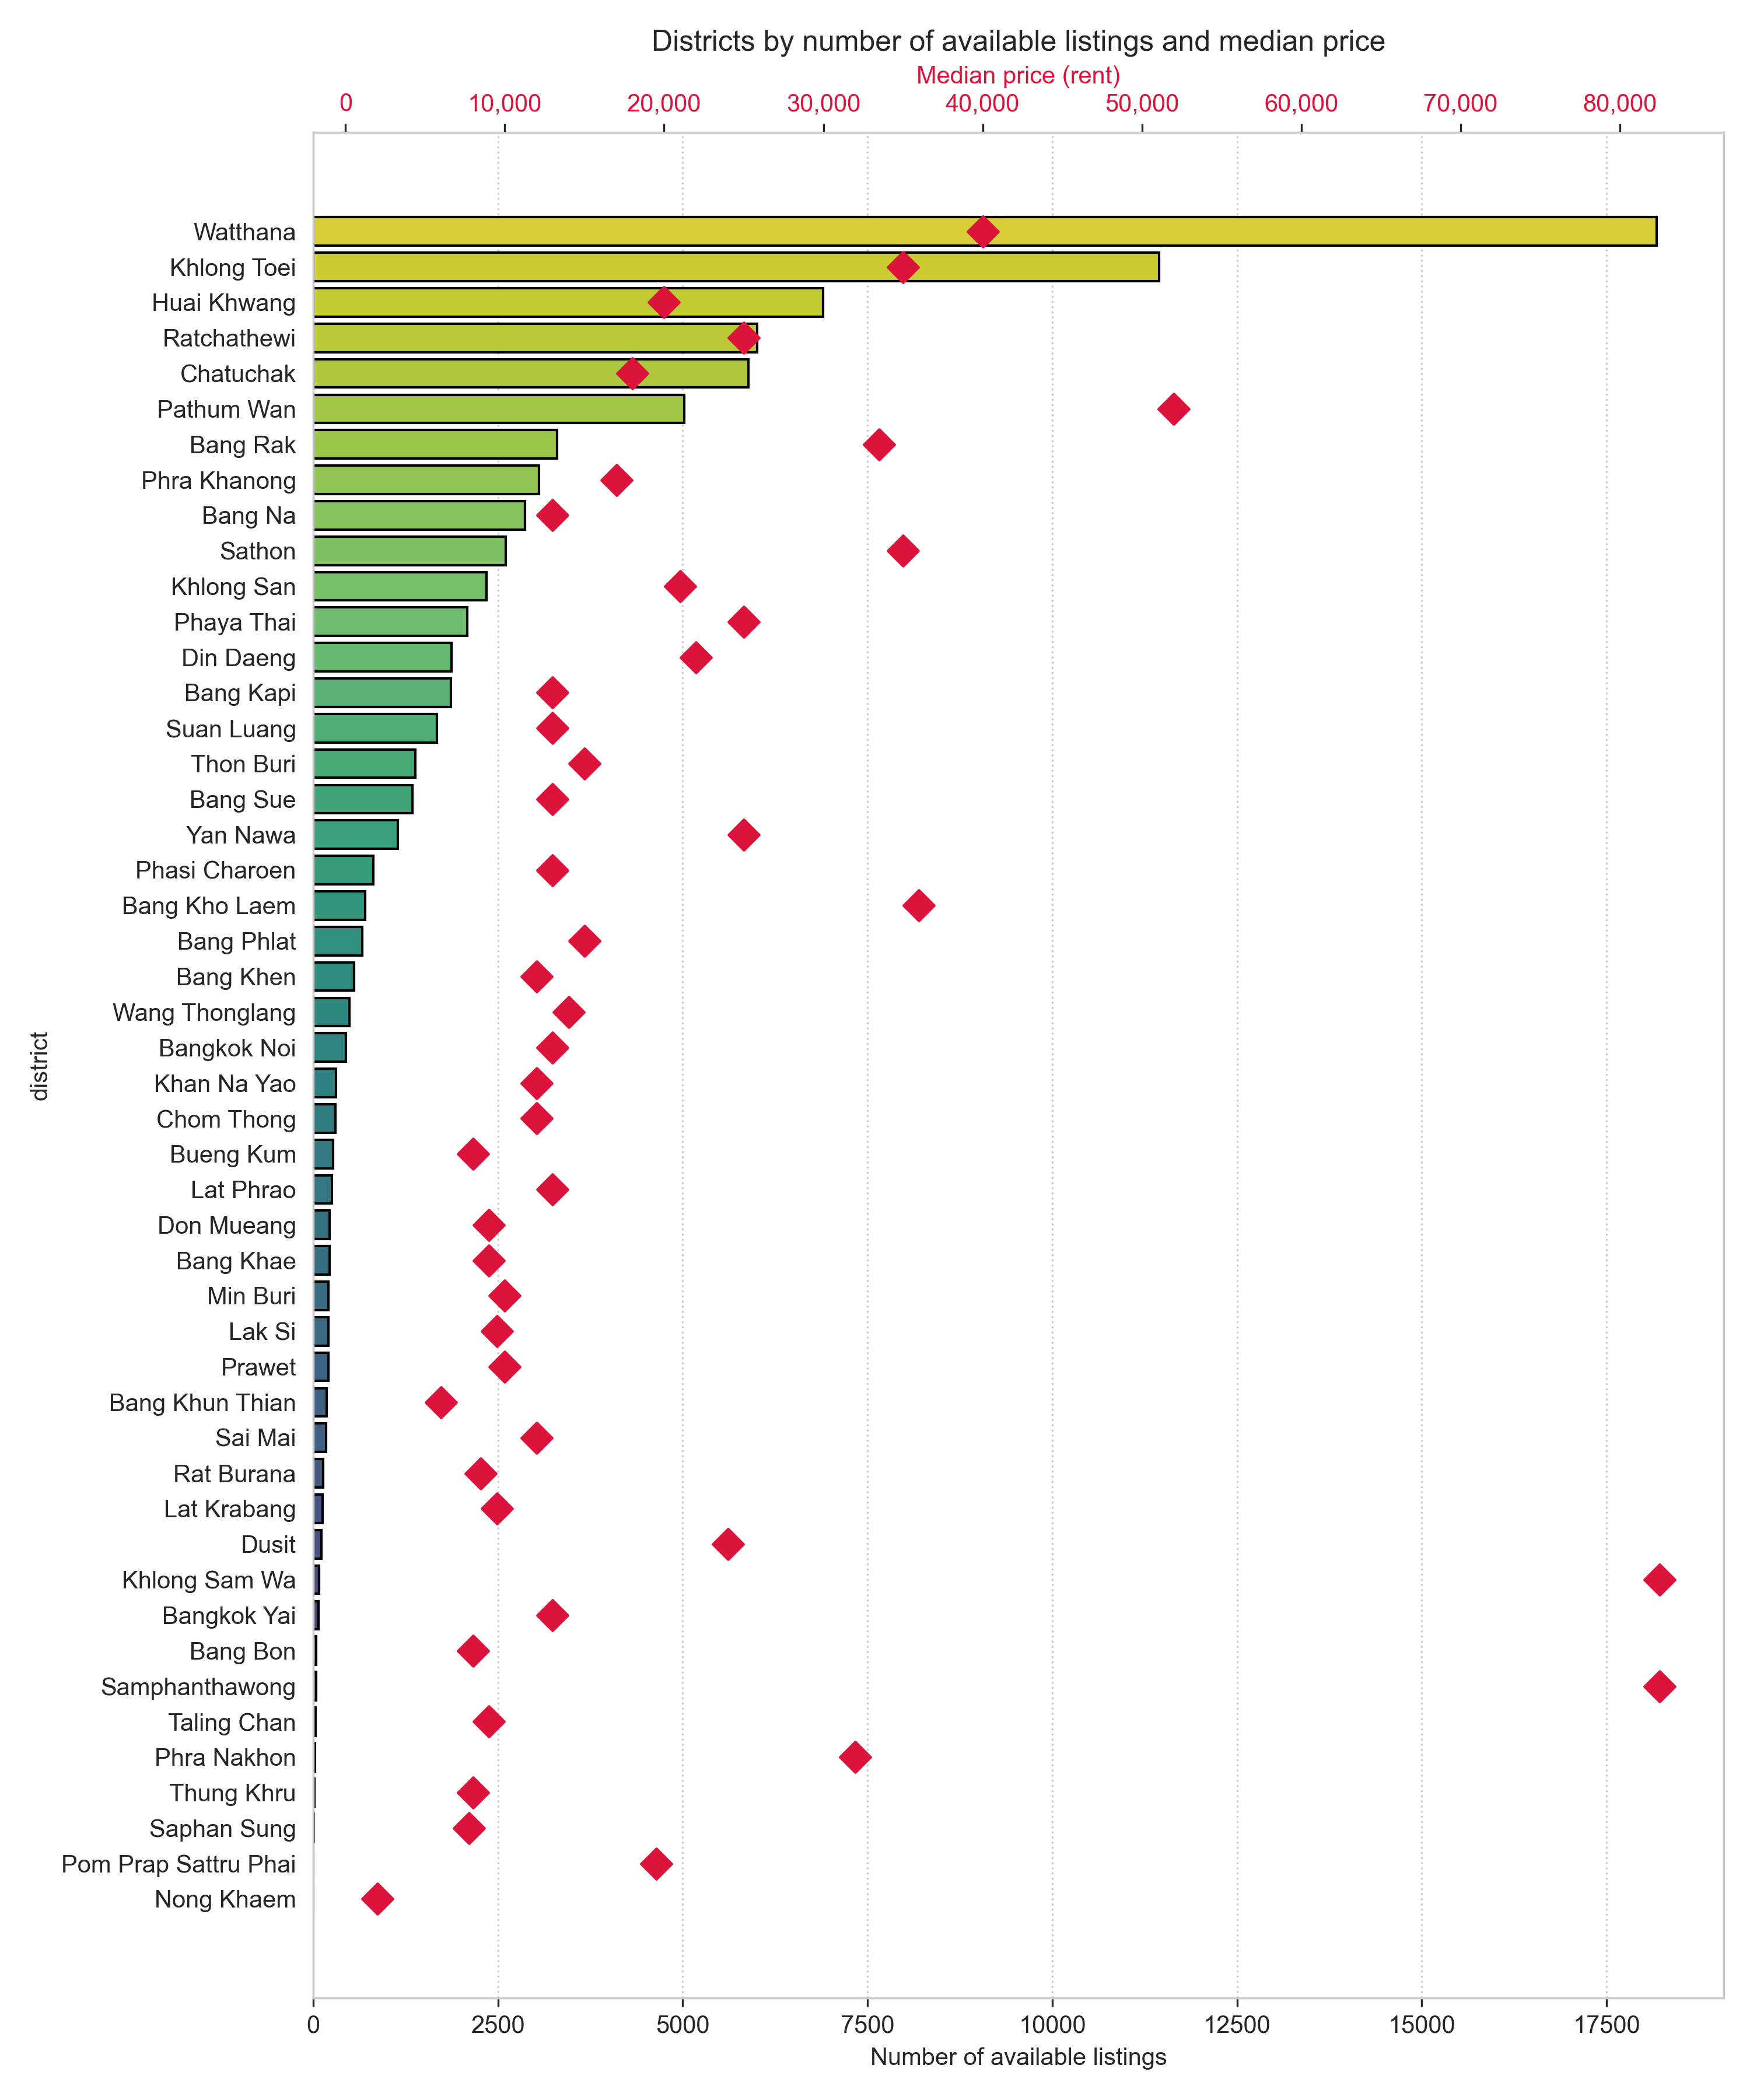 Districts by number of available listings and median price
Median price (rent)
0 10,000 20,000 30,000 40,000 50,000 60,000 70,000 80,000
Watthana
Khlong Toei
Huai Khwang
Ratchathewi
Chatuchak
Pathum Wan
Bang Rak
Phra Khanong
Bang Na
Sathon
Khlong San
Phaya Thai
Din Daeng
Bang Kapi
Suan Luang
Thon Buri
Bang Sue
Yan Nawa
Phasi Charoen
Bang Kho Laem
Bang Phlat
Bang Khen
Wang Thonglang
Bangkok Noi
Khan Na Yao
Chom Thong
Bueng Kum
Lat Phrao
Don Mueang
Bang Khae
Min Buri
Lak Si
Prawet
Bang Khun Thian
Sai Mai
Rat Burana
Lat Krabang
Dusit
Khlong Sam Wa
Bangkok Yai
Bang Bon
Samphanthawong
Taling Chan
Phra Nakhon
Thung Khru
Saphan Sung
Pom Prap Sattru Phai
Nong Khaem
district
0 2500 5000 7500 10000 12500 15000 17500
Number of available listings